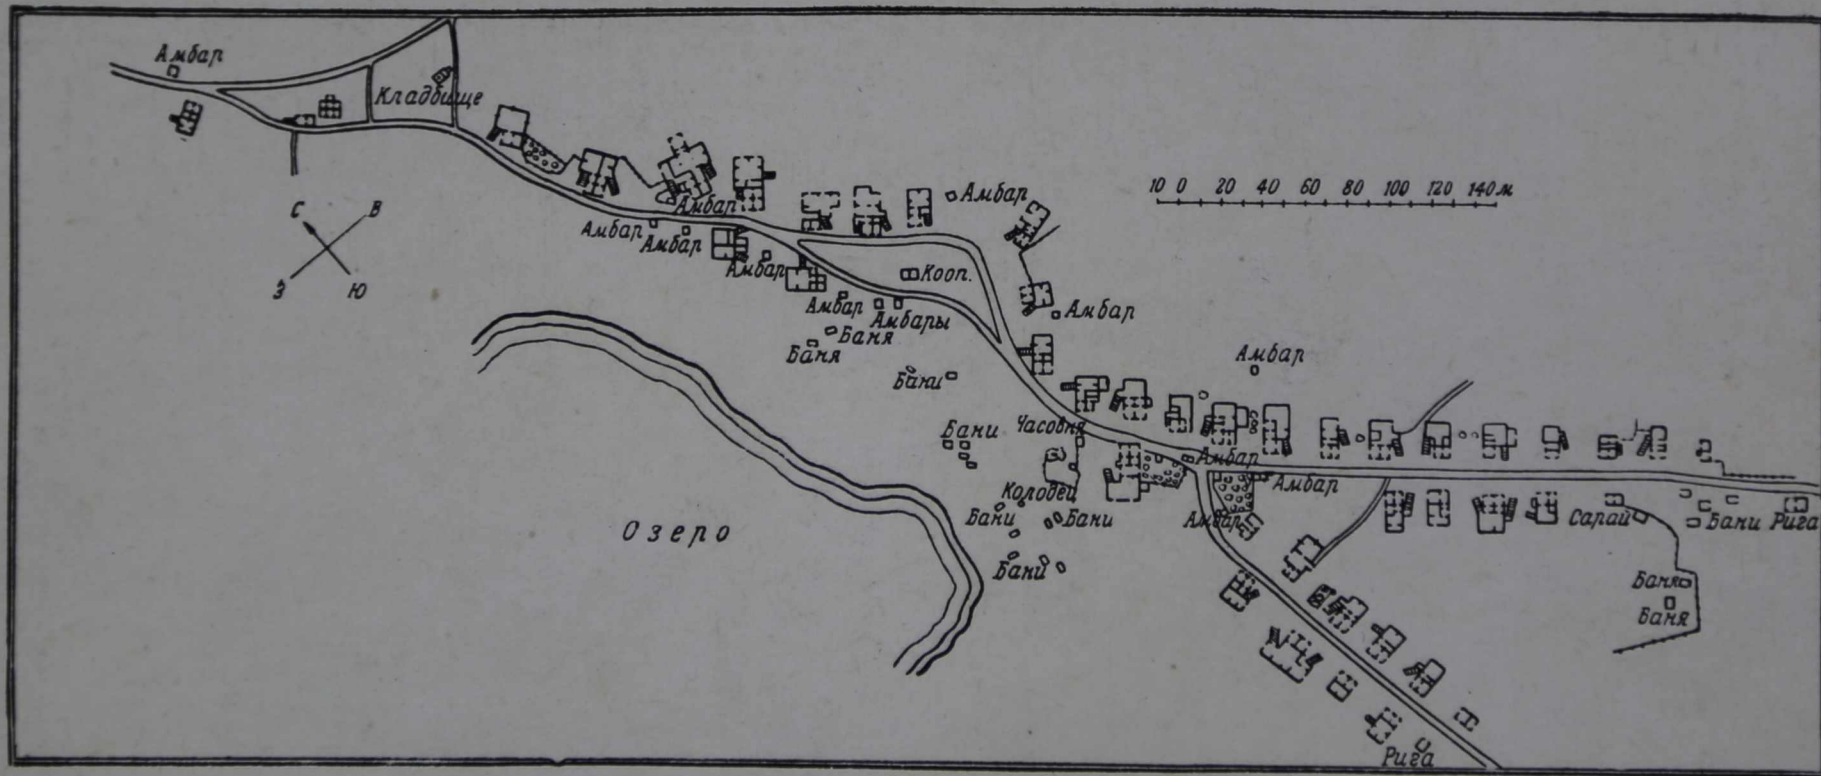 Амбар
Кладбище
С
В
З
Ю
10 0 20 40 60 80 100 120 140 м
Амбар
Амбар
Амбар
Амбар
Амбар
Кооп.
Амбар
Амбары
Амбар
Баня
Баня
Бани
Амбар
Часовня
Бани
Амбар
Амбар
Колодец
Бани
Бани
Амбар
Сарай
Бани
Рига
Озеро
Бани
Баня
Баня
Рига